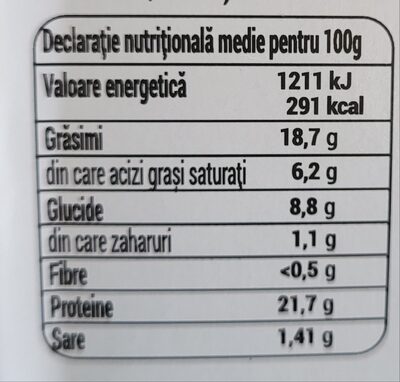 Declarație nutrițională medie pentru 100g
Valoare energetică 1211 kJ
291 kcal
Grăsimi 18,7 g
din care acizi grași saturați 6,2 g
Glucide 8,8 g
din care zaharuri 1,1 g
Fibre <0,5 g
Proteine 21,7 g
Sare 1,41 g